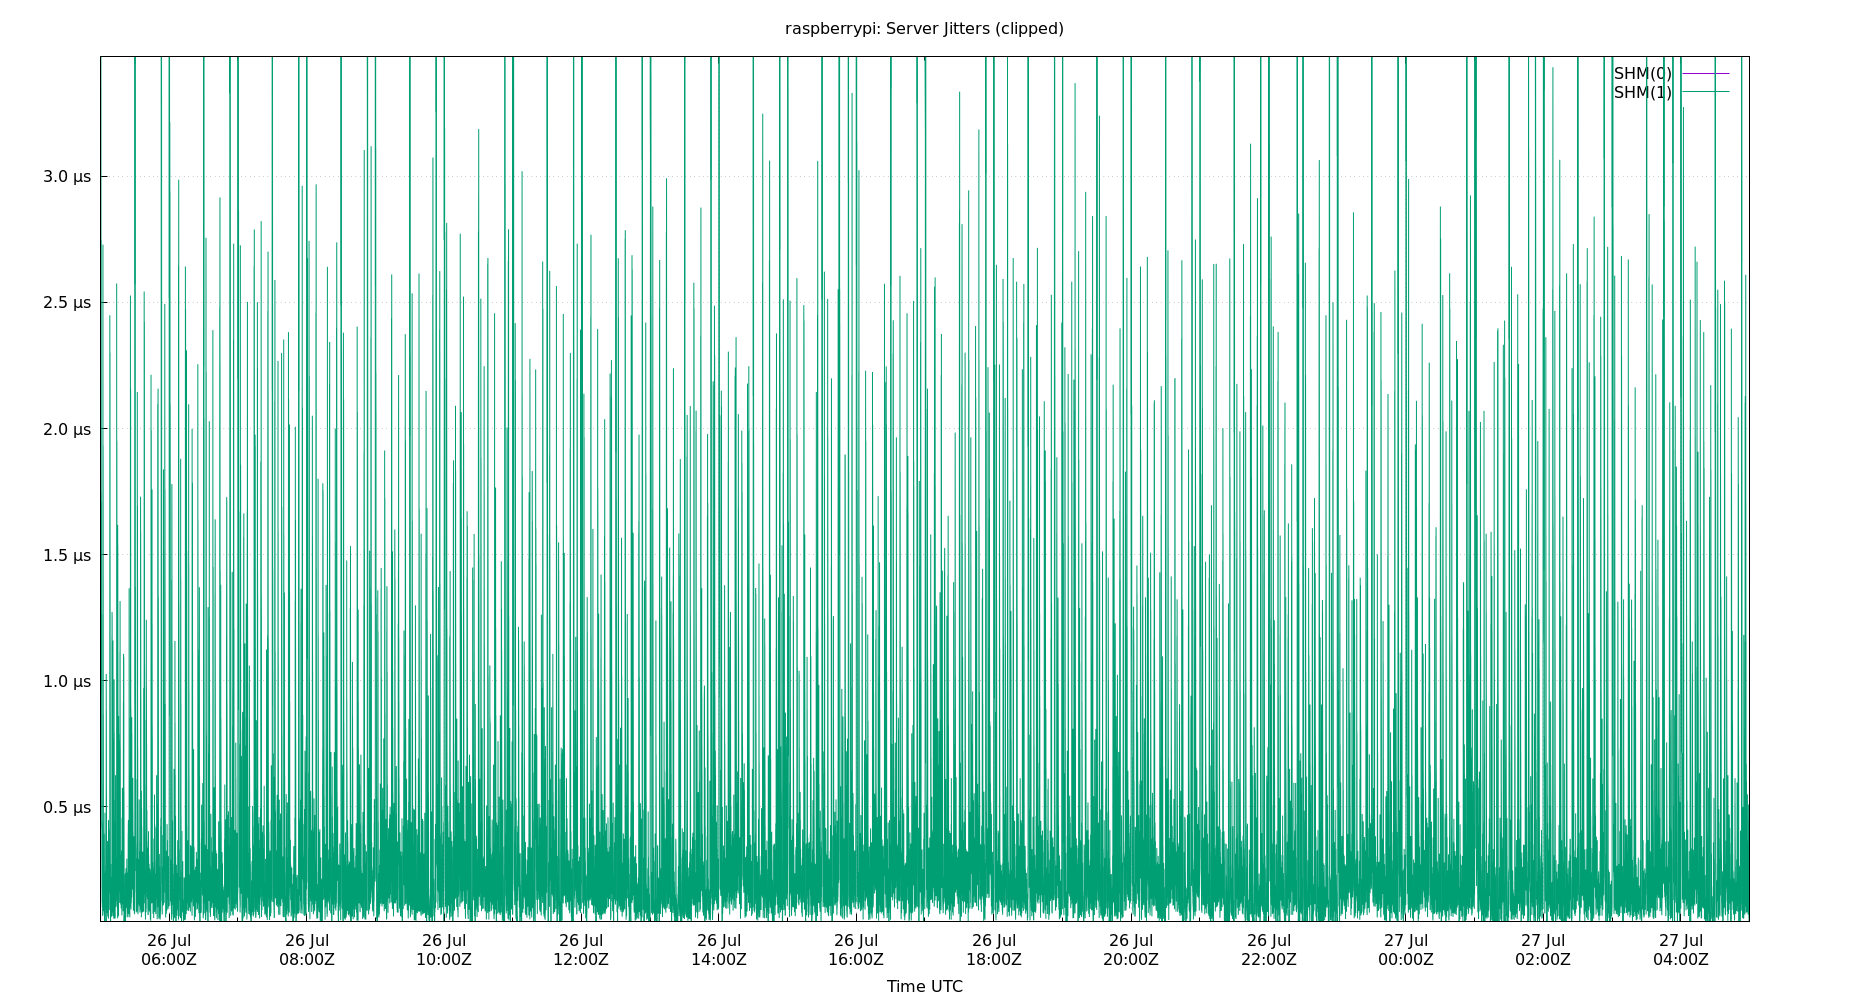 raspberrypi: Server Jitters (clipped)
SHM(0)
SHM(1)
3.0 µs
2.5 µs
2.0 µs
1.5 µs
1.0 µs
0.5 µs
26 Jul 26 Jul 26 Jul 26 Jul 26 Jul 26 Jul 26 Jul 26 Jul 26 Jul 27 Jul 27 Jul 27 Jul
06:00Z 08:00Z 10:00Z 12:00Z 14:00Z 16:00Z 18:00Z 20:00Z 22:00Z 00:00Z 02:00Z 04:00Z
Time UTC